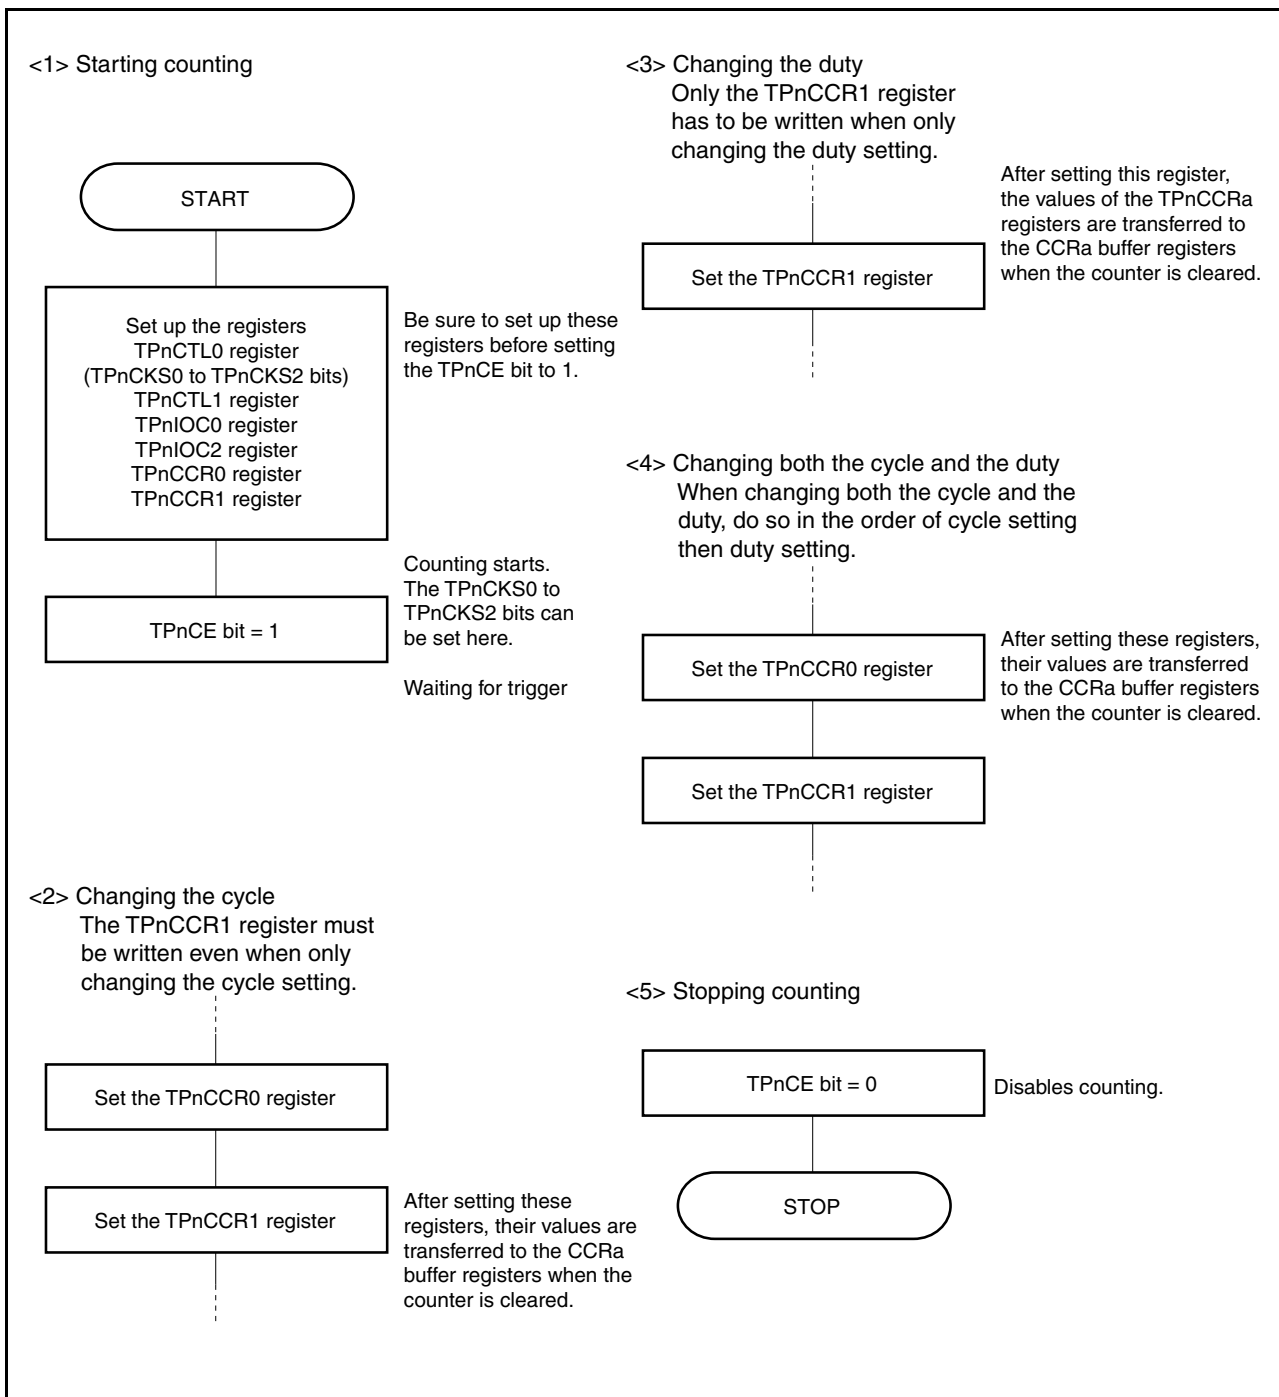 <1> Starting counting
START
Set up the registers
TPnCTL0 register
(TPnCKS0 to TPnCKS2 bits)
TPnCTL1 register
TPnIOC0 register
TPnIOC2 register
TPnCCR0 register
TPnCCR1 register
Be sure to set up these
registers before setting
the TPnCE bit to 1.
TPnCE bit = 1
Counting starts.
The TPnCKS0 to
TPnCKS2 bits can
be set here.
Waiting for trigger
<2> Changing the cycle
The TPnCCR1 register must
be written even when only
changing the cycle setting.
Set the TPnCCR0 register
Set the TPnCCR1 register
After setting these
registers, their values are
transferred to the CCRa
buffer registers when the
counter is cleared.
<3> Changing the duty
Only the TPnCCR1 register
has to be written when only
changing the duty setting.
Set the TPnCCR1 register
After setting this register,
the values of the TPnCCRa
registers are transferred to
the CCRa buffer registers
when the counter is cleared.
<4> Changing both the cycle and the duty
When changing both the cycle and the
duty, do so in the order of cycle setting
then duty setting.
Set the TPnCCR0 register
Set the TPnCCR1 register
After setting these registers,
their values are transferred
to the CCRa buffer registers
when the counter is cleared.
<5> Stopping counting
TPnCE bit = 0
Disables counting.
STOP